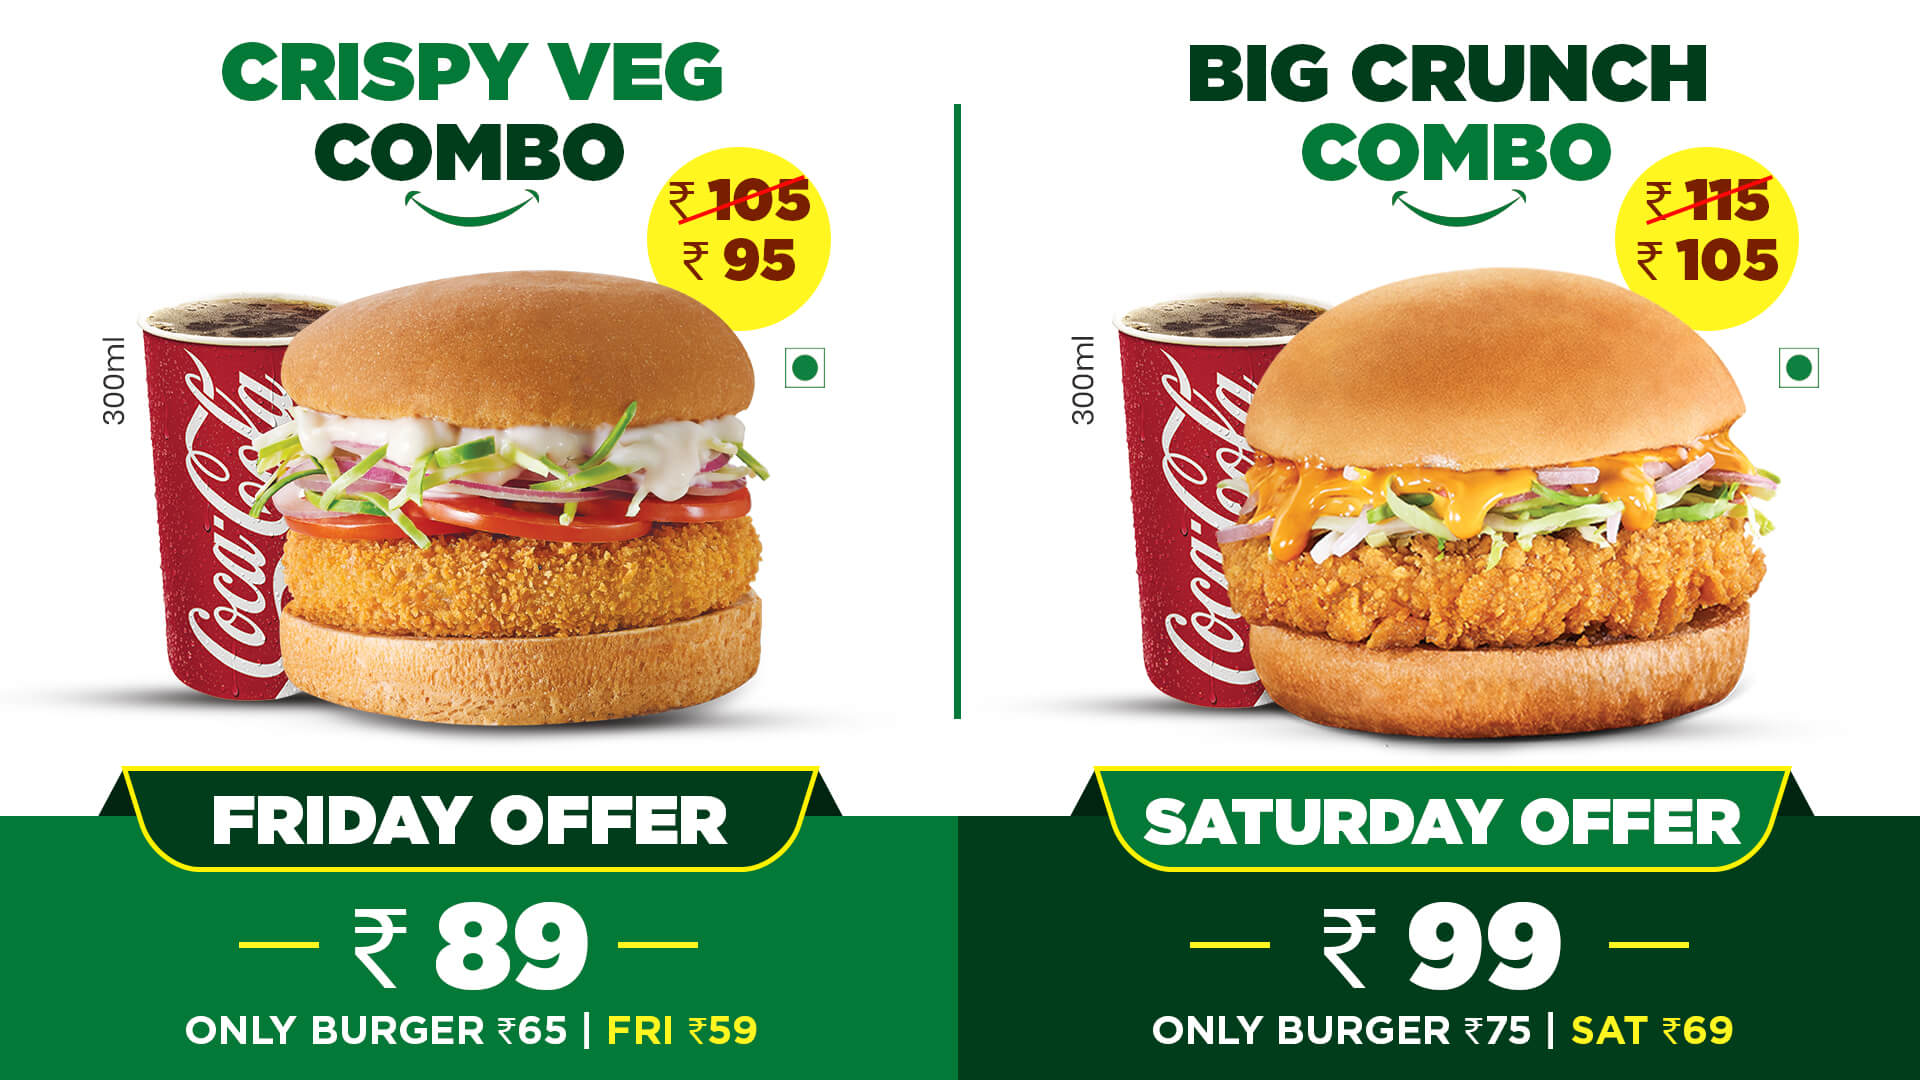 CRISPY VEG
COMBO
₹ 105
₹ 95
300ml
Coca-Cola
FRIDAY OFFER
₹ 89
ONLY BURGER ₹65 | FRI ₹59
BIG CRUNCH
COMBO
₹ 115
₹ 105
300ml
Coca-Cola
SATURDAY OFFER
₹ 99
ONLY BURGER ₹75 | SAT ₹69